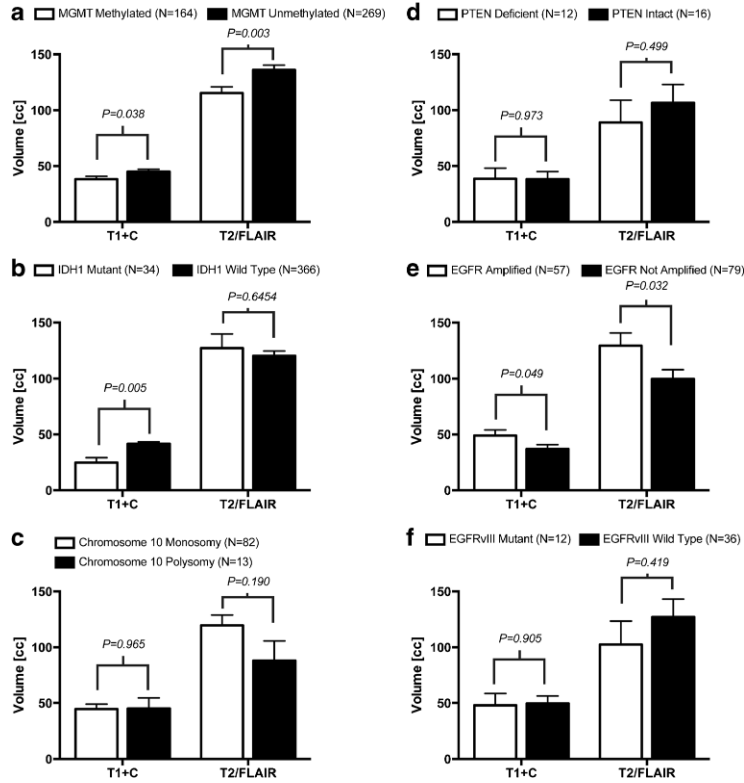 a
MGMT Methylated (N=164) MGMT Unmethylated (N=269)
P=0.003
P=0.038
150
100
50
0
Volume [cc]
T1+C T2/FLAIR
b
IDH1 Mutant (N=34) IDH1 Wild Type (N=366)
P=0.6454
P=0.005
150
100
50
0
Volume [cc]
T1+C T2/FLAIR
c
Chromosome 10 Monosomy (N=82)
Chromosome 10 Polysomy (N=13)
P=0.190
P=0.965
150
100
50
0
Volume [cc]
T1+C T2/FLAIR
d
PTEN Deficient (N=12) PTEN Intact (N=16)
P=0.499
P=0.973
150
100
50
0
Volume [cc]
T1+C T2/FLAIR
e
EGFR Amplified (N=57) EGFR Not Amplified (N=79)
P=0.032
P=0.049
150
100
50
0
Volume [cc]
T1+C T2/FLAIR
f
EGFRvIII Mutant (N=12) EGFRvIII Wild Type (N=36)
P=0.419
P=0.905
150
100
50
0
Volume [cc]
T1+C T2/FLAIR